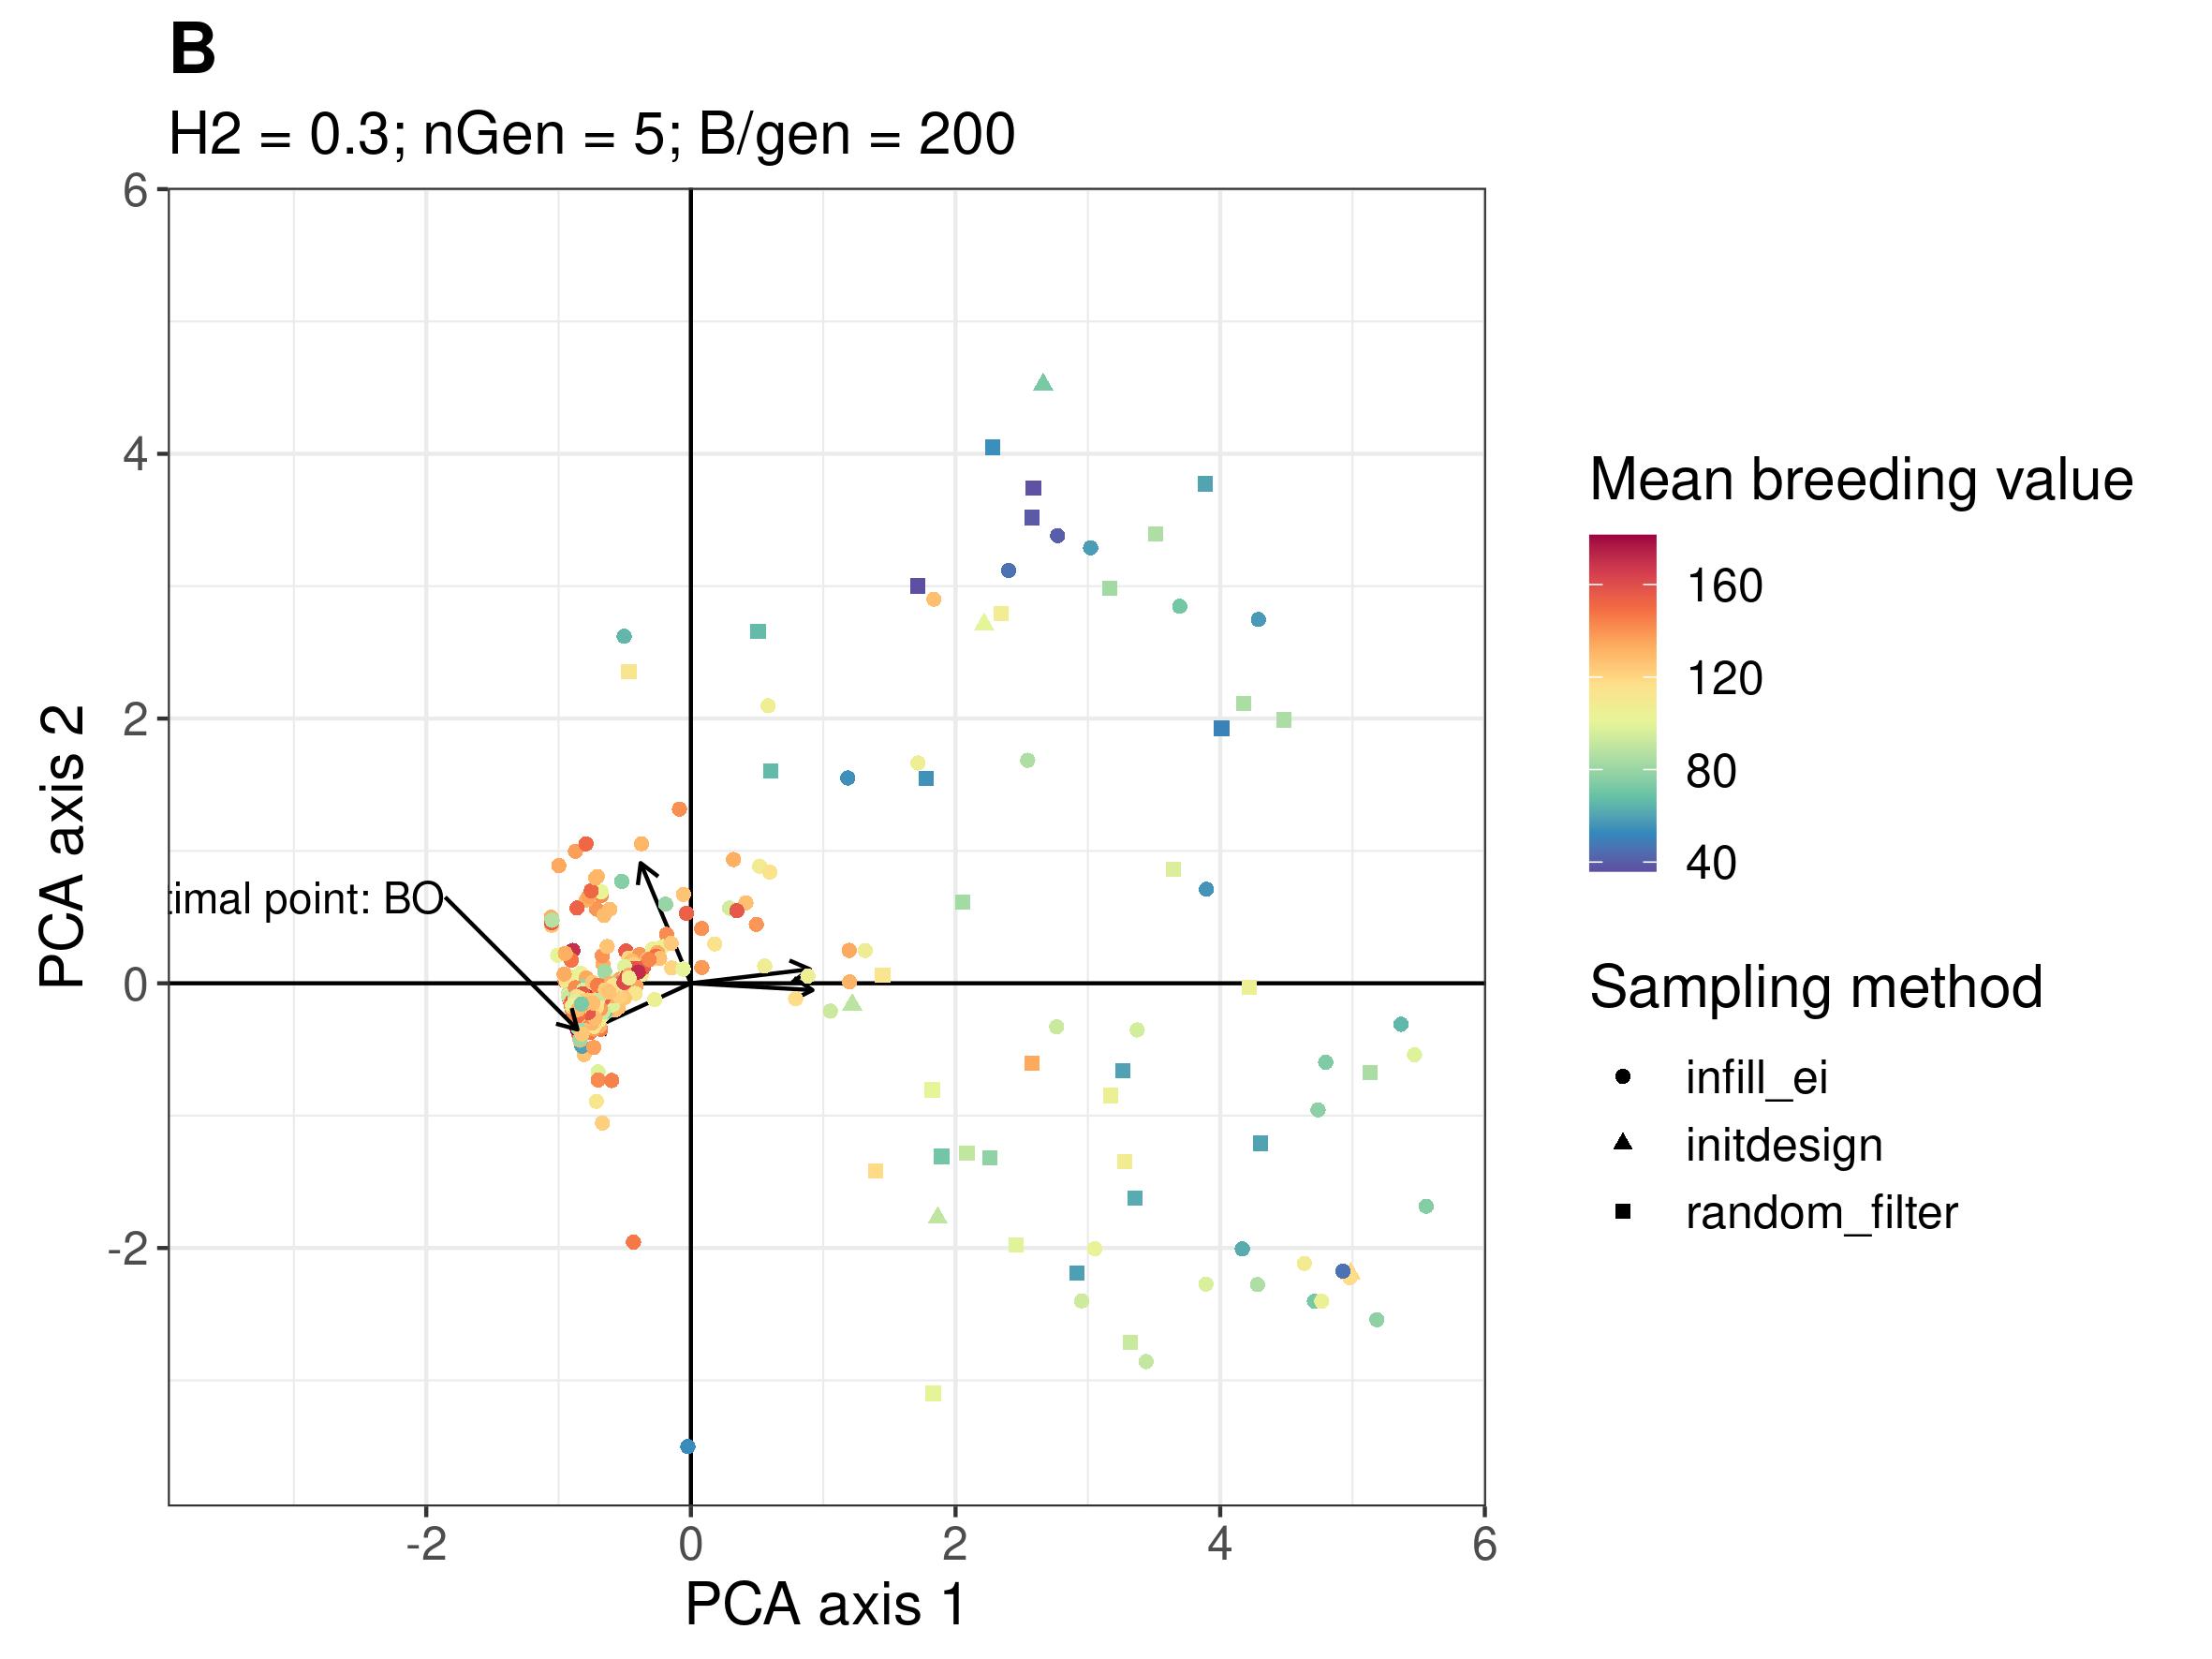 B
H2 = 0.3; nGen = 5; B/gen = 200
6
4
2
0
-2
PCA axis 2
timal point: BO
-2
0
2
4
6
PCA axis 1
Mean breeding value
160
120
80
40
Sampling method
infill_ei
initdesign
random_filter